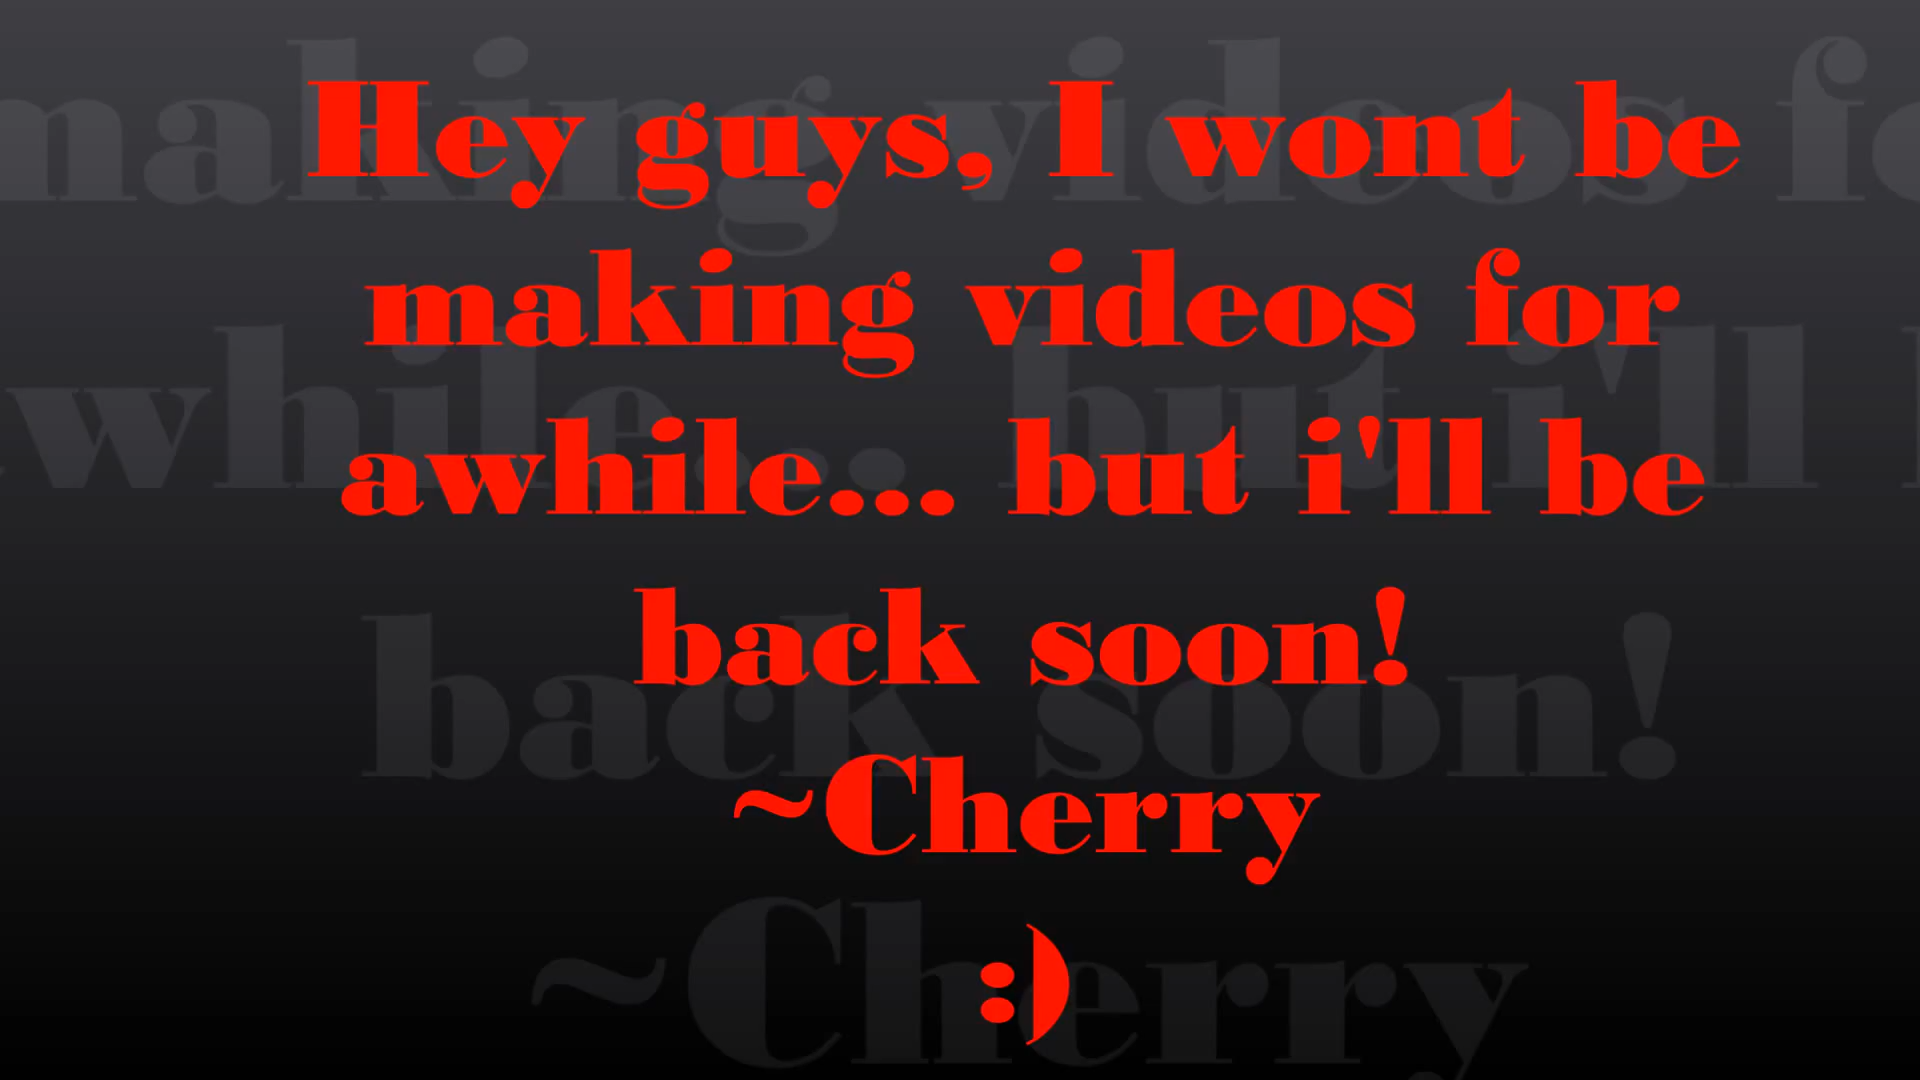 Hey guys, I wont be
making videos for
awhile... but i'll be
back soon!
~Cherry
:)